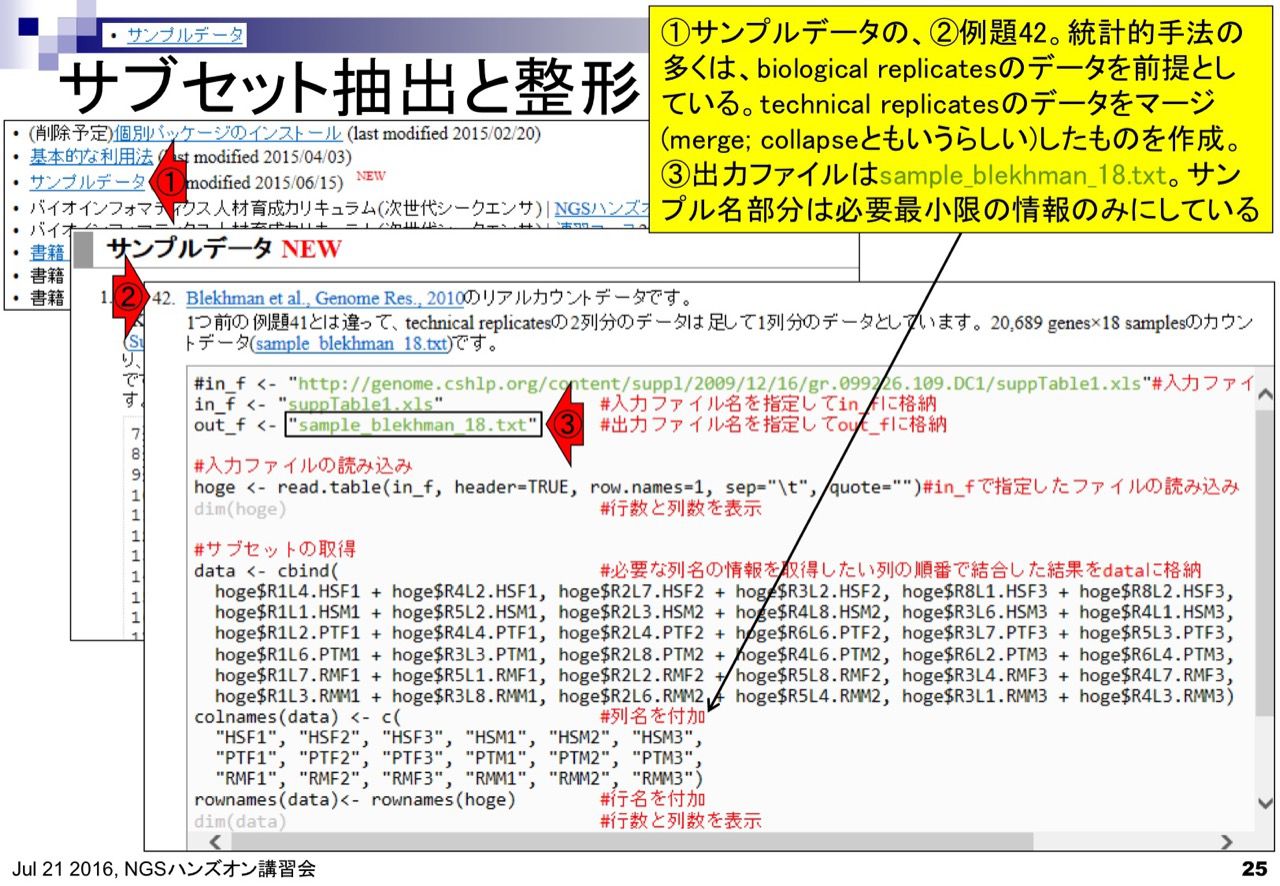 • サンプルデータ
サブセット抽出と整形
①サンプルデータの、②例題42。統計的手法の
多くは、biological replicatesのデータを前提とし
ている。technical replicatesのデータをマージ
(merge; collapseともいうらしい)したものを作成。
③出力ファイルはsample_blekhman_18.txt。サン
プル名部分は必要最小限の情報のみにしている
• (削除予定)個別パッケージのインストール (last modified 2015/02/20)
• 基本的な利用法 (last modified 2015/04/03)
• サンプルデータ ① modified 2015/06/15) NEW
• バイオインフォマティクス人材育成カリキュラム(次世代シークエンサ) | NGSハンズオ
• 書籍
• 書籍
• 書籍
サンプルデータ NEW
1.
② 42. Blekhman et al., Genome Res., 2010のリアルカウントデータです。
1つ前の例題41とは違って、technical replicatesの2列分のデータは足して1列分のデータとしています。20,689 genes×18 samplesのカウン
トデータ(sample_blekhman_18.txt)です。
#in_f <- "http://genome.cshlp.org/content/suppl/2009/12/16/gr.099226.109.DC1/suppTable1.xls"#入力ファイ
in_f <- "suppTable1.xls" #入力ファイル名を指定してin_fに格納
out_f <- "sample_blekhman_18.txt" ③ #出力ファイル名を指定してout_fに格納
#入力ファイルの読み込み
hoge <- read.table(in_f, header=TRUE, row.names=1, sep="\t", quote="")#in_fで指定したファイルの読み込み
dim(hoge) #行数と列数を表示
#サブセットの取得
data <- cbind( #必要な列名の情報を取得したい列の順番で結合した結果をdataに格納
hoge$R1L4.HSF1 + hoge$R4L2.HSF1, hoge$R2L7.HSF2 + hoge$R3L2.HSF2, hoge$R8L1.HSF3 + hoge$R8L2.HSF3,
hoge$R1L1.HSM1 + hoge$R5L2.HSM1, hoge$R2L3.HSM2 + hoge$R4L8.HSM2, hoge$R3L6.HSM3 + hoge$R4L1.HSM3,
hoge$R1L2.PTF1 + hoge$R4L4.PTF1, hoge$R2L4.PTF2 + hoge$R6L6.PTF2, hoge$R3L7.PTF3 + hoge$R5L3.PTF3,
hoge$R1L6.PTM1 + hoge$R3L3.PTM1, hoge$R2L8.PTM2 + hoge$R4L6.PTM2, hoge$R6L2.PTM3 + hoge$R6L4.PTM3,
hoge$R1L7.RMF1 + hoge$R5L1.RMF1, hoge$R2L2.RMF2 + hoge$R5L8.RMF2, hoge$R3L4.RMF3 + hoge$R4L7.RMF3,
hoge$R1L3.RMM1 + hoge$R3L8.RMM1, hoge$R2L6.RMM2 + hoge$R5L4.RMM2, hoge$R3L1.RMM3 + hoge$R4L3.RMM3)
colnames(data) <- c( #列名を付加
"HSF1", "HSF2", "HSF3", "HSM1", "HSM2", "HSM3",
"PTF1", "PTF2", "PTF3", "PTM1", "PTM2", "PTM3",
"RMF1", "RMF2", "RMF3", "RMM1", "RMM2", "RMM3")
rownames(data)<- rownames(hoge) #行名を付加
dim(data) #行数と列数を表示
Jul 21 2016, NGSハンズオン講習会
25